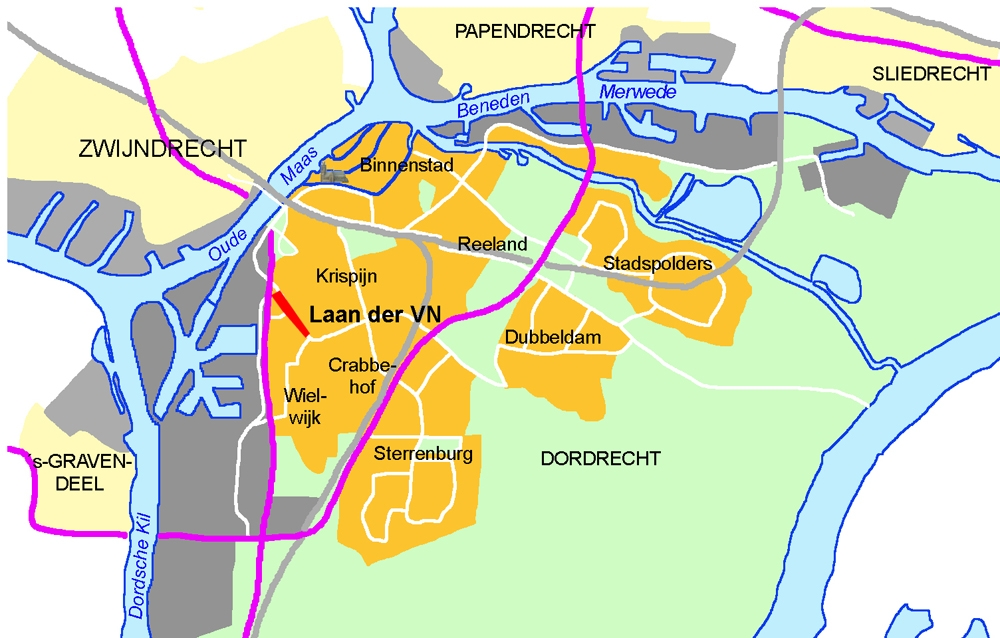 PAPENDRECHT
SLIEDRECHT
Beneden
Merwede
ZWIJNDRECHT
Maas
Binnenstad
Oude
Reeland
Stadspolders
Krispijn
Laan der VN
Dubbeldam
Crabbe-
hof
Wiel-
wijk
Sterrenburg
's-GRAVEN-
DEEL
DORDRECHT
Dordsche Kil